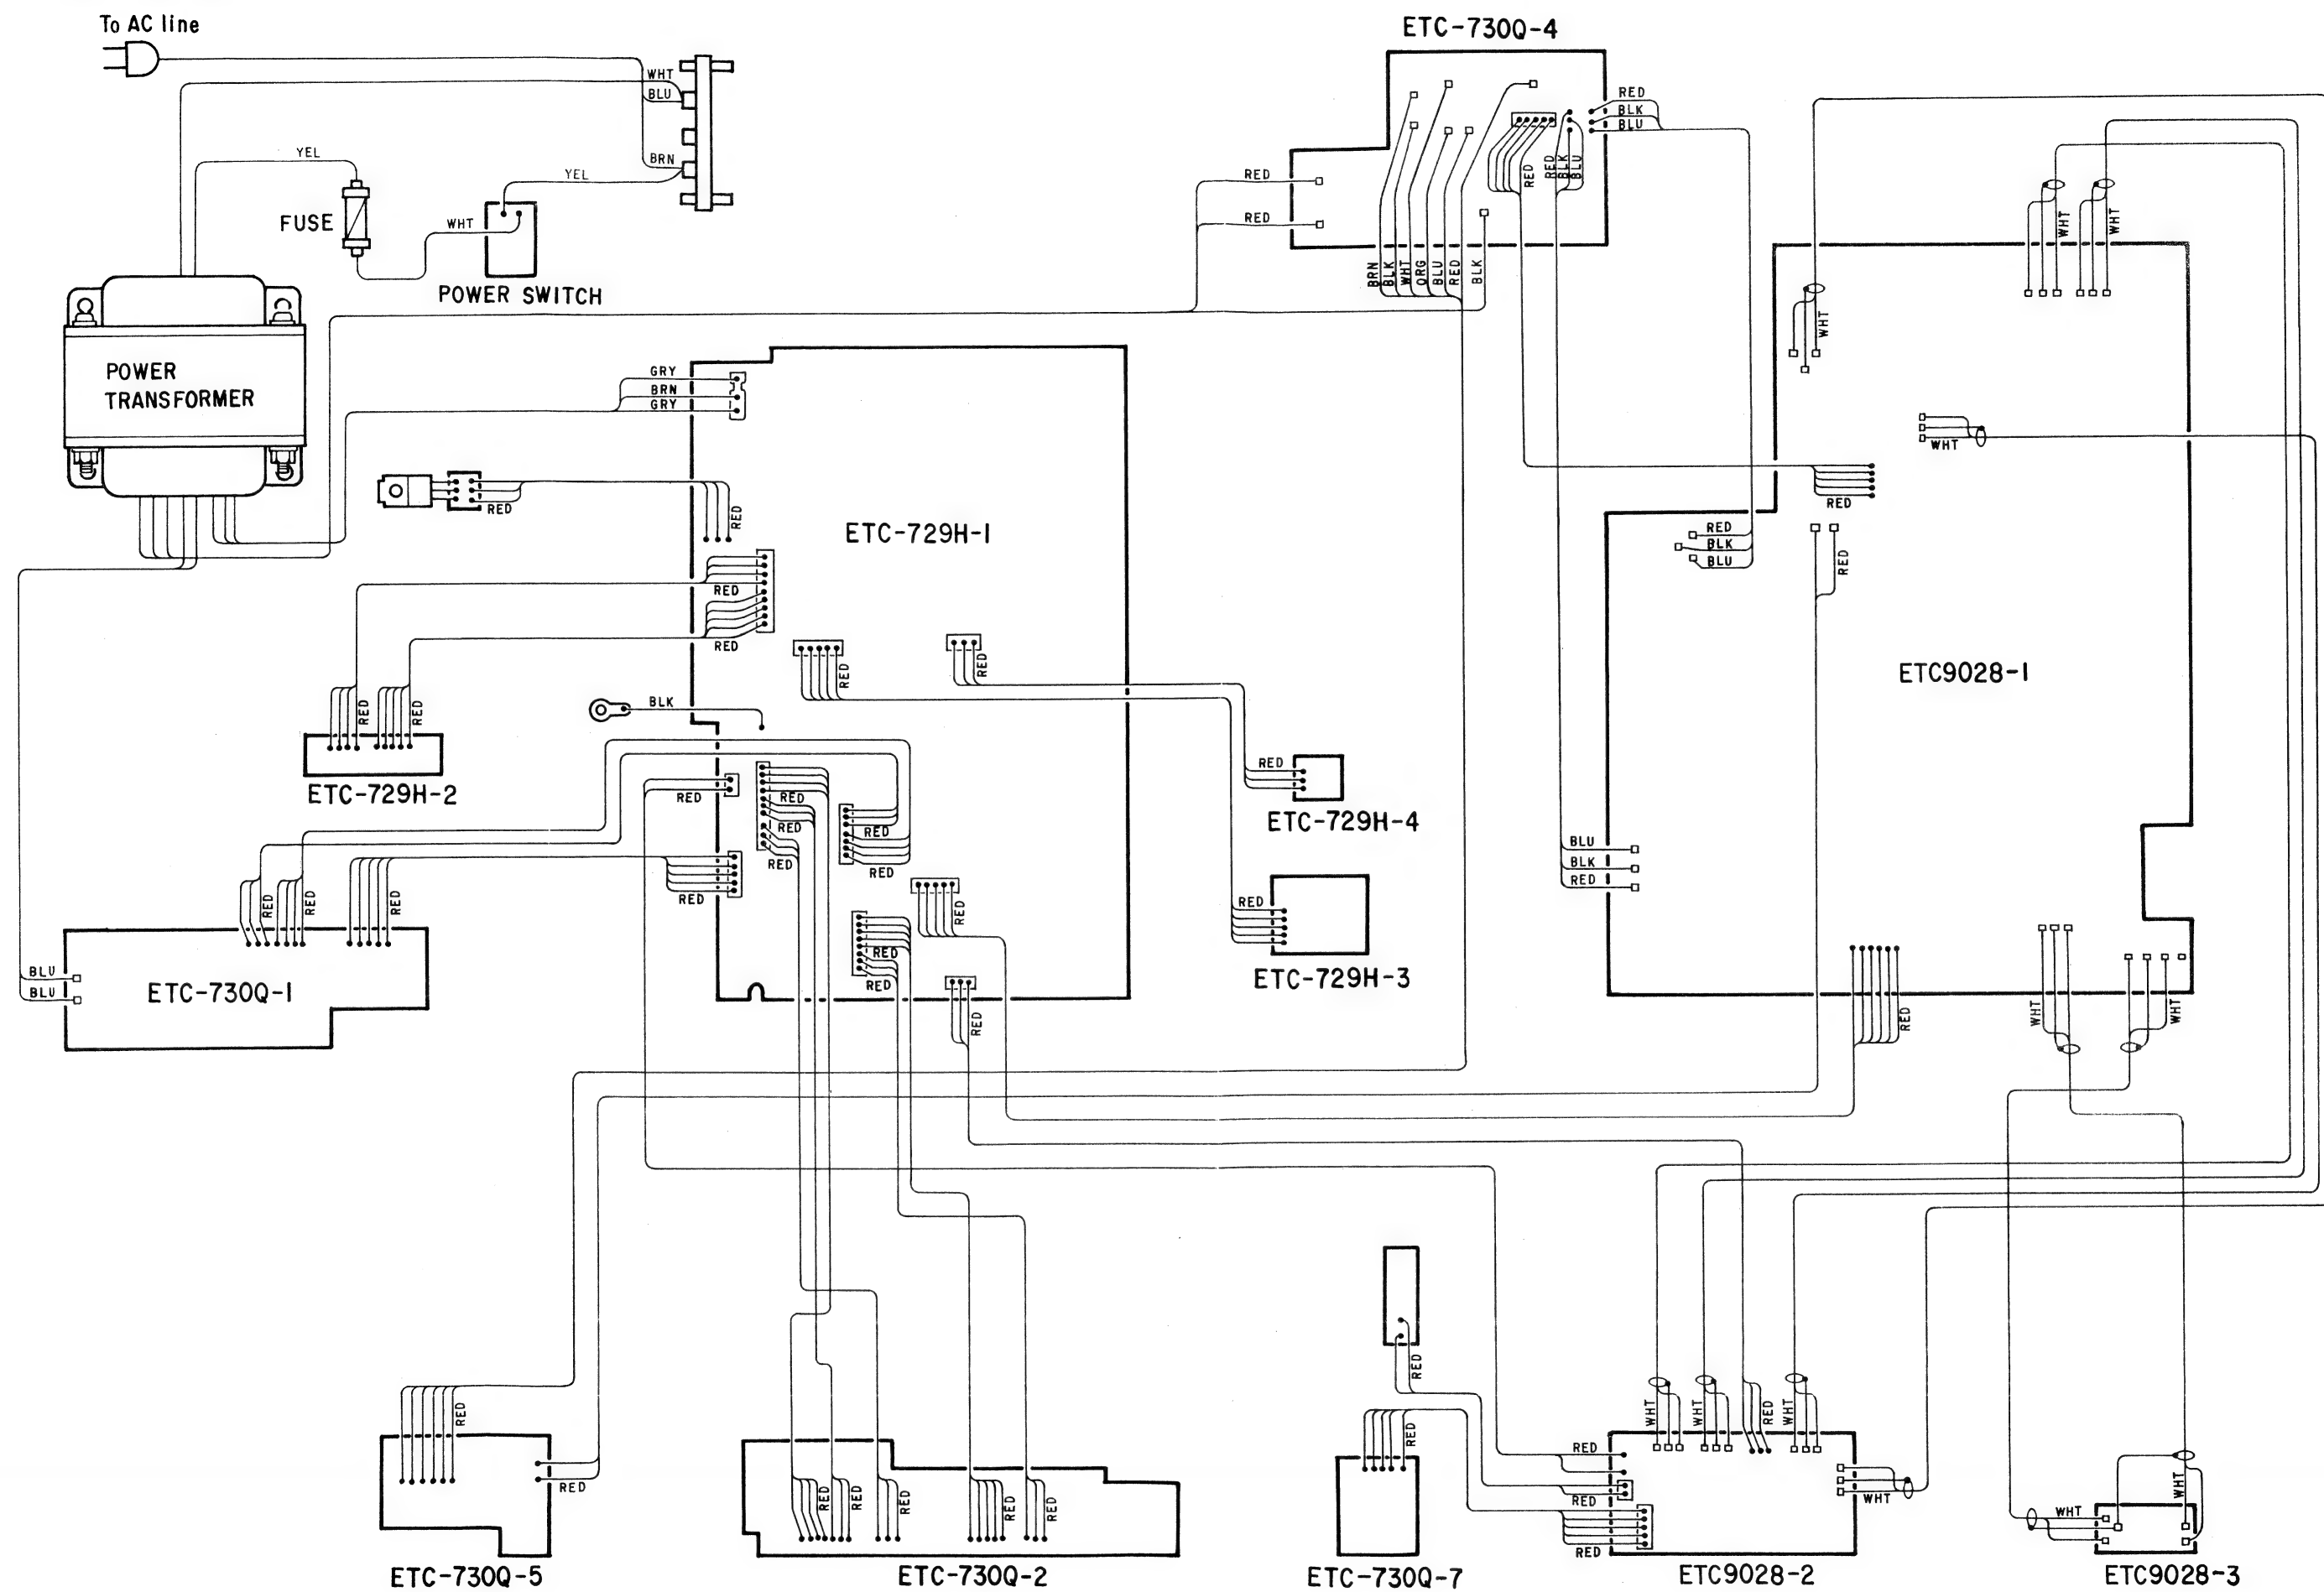 To AC line
WHT
BLU
BRN
YEL
YEL
FUSE
WHT
POWER SWITCH
POWER
TRANSFORMER
ETC-730Q-4
RED
BLK
BLU
RED
RED
RED
RED
BLK
BLU
BRN
BLK
WHT
ORG
BLU
RED
BLK
WHT
WHT
WHT
WHT
RED
RED
BLK
BLU
RED
ETC9028-1
BLU
BLK
RED
WHT
WHT
RED
GRY
BRN
GRY
RED
RED
ETC-729H-1
RED
RED
RED
RED
BLK
RED
RED
ETC-729H-2
RED
RED
RED
RED
RED
RED
RED
RED
RED
RED
RED
RED
RED
ETC-729H-4
RED
ETC-729H-3
RED
RED
RED
BLU
BLU
ETC-730Q-1
RED
RED
ETC-730Q-5
RED
RED
RED
RED
RED
ETC-730Q-2
RED
RED
ETC-730Q-7
WHT
WHT
RED
WHT
RED
RED
RED
WHT
ETC9028-2
WHT
WHT
ETC9028-3